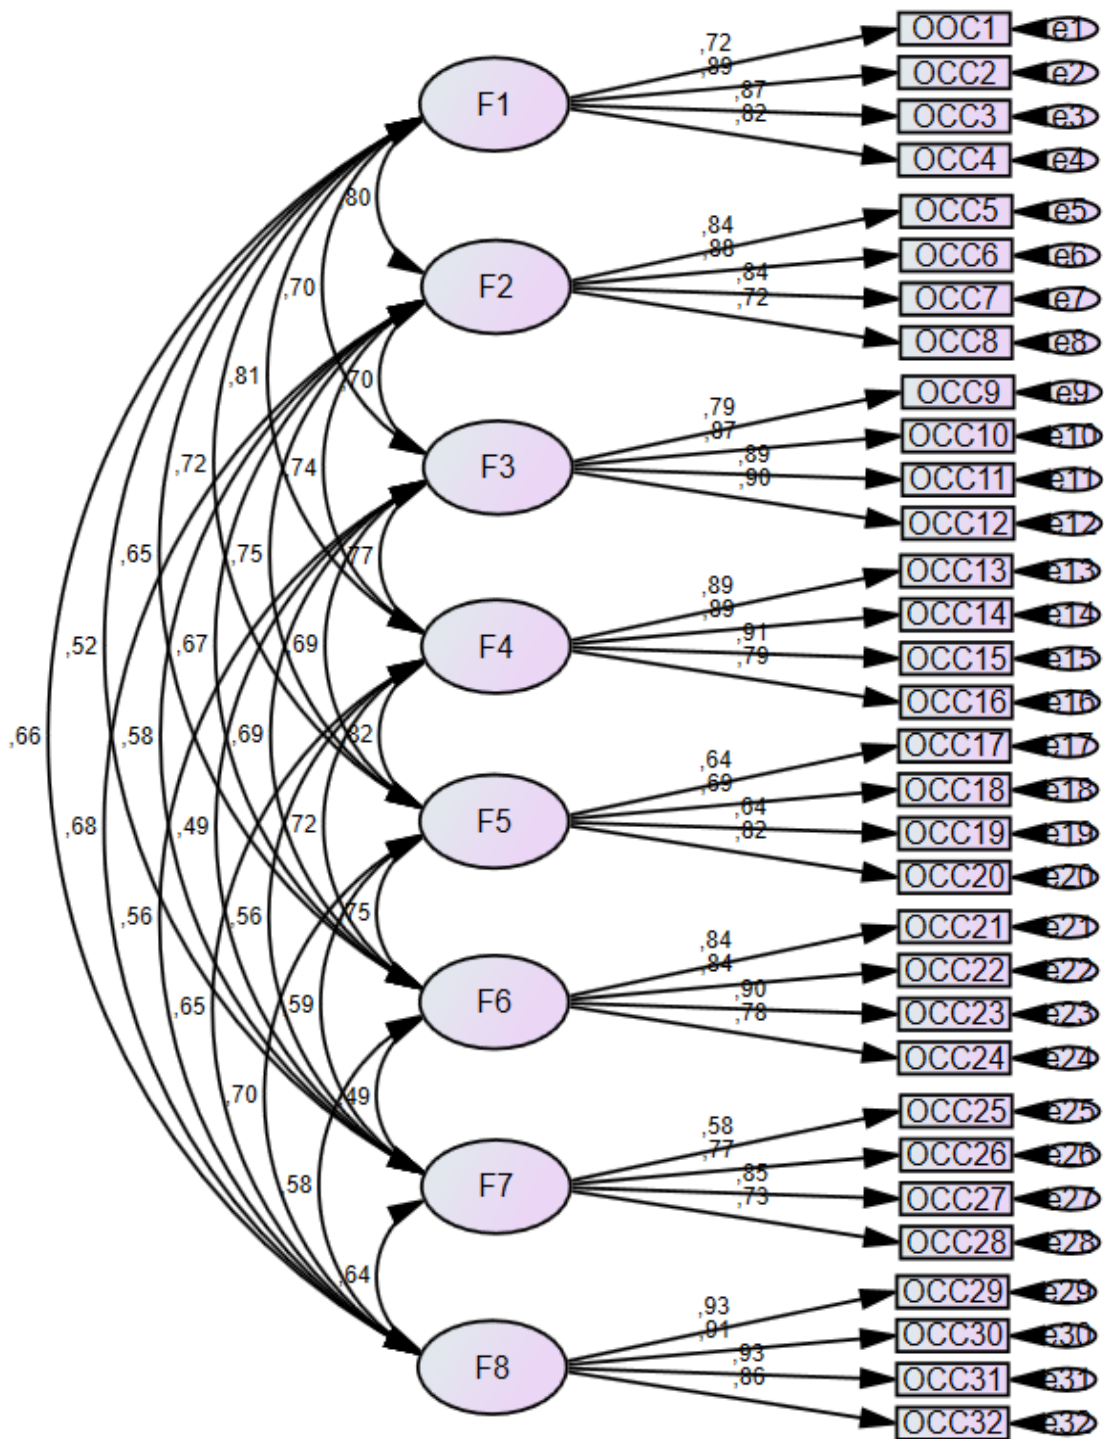 OOC1 e1
,72
,89
OCC2 e2
,87
F1
,82
OCC3 e3
OCC4 e4
,80
OCC5 e5
,84
,88
OCC6 e6
,84
F2
,72
OCC7 e7
,70
OCC8 e8
,81
,70
OCC9 e9
,79
,87
OCC10 e10
,89
F3
,90
OCC11 e11
,72
,74
OCC12 e12
,65
,75
,77
OCC13 e13
,89
,89
OCC14 e14
,91
,52
,67
,69
F4
,79
OCC15 e15
OCC16 e16
,66
,58
,69
,82
OCC17 e17
,64
,69
OCC18 e18
,64
,68
,49
,72
F5
,82
OCC19 e19
OCC20 e20
,56
,56
,75
OCC21 e21
,84
,84
OCC22 e22
,90
,65
,59
F6
,78
OCC23 e23
OCC24 e24
,70
,49
OCC25 e25
,58
,77
OCC26 e26
,85
,58
F7
,73
OCC27 e27
OCC28 e28
,64
OCC29 e29
,93
,91
OCC30 e30
,93
F8
,86
OCC31 e31
OCC32 e32